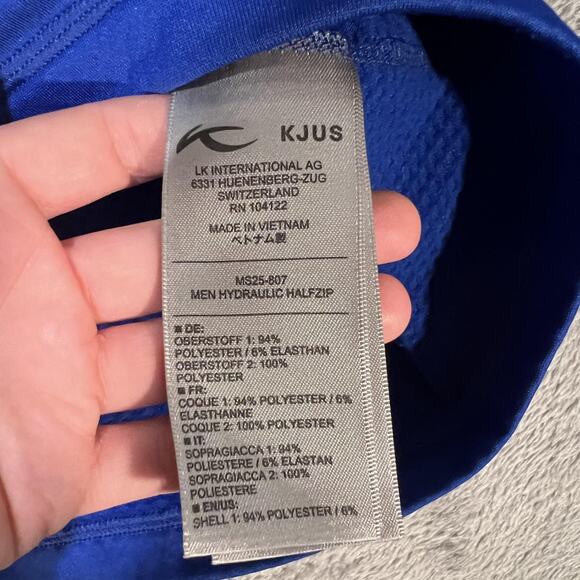 KJUS
LK INTERNATIONAL AG
6331 HUENENBERG-ZUG
SWITZERLAND
RN 104122
MADE IN VIETNAM
ベトナム製
MS25-807
MEN HYDRAULIC HALFZIP
■ DE:
OBERSTOFF 1: 94%
POLYESTER / 6% ELASTHAN
OBERSTOFF 2: 100%
POLYESTER
■ FR:
COQUE 1: 94% POLYESTER / 6%
ELASTHANNE
COQUE 2: 100% POLYESTER
■ IT:
SOPRAGIACCA 1: 94%
POLIESTERE / 6% ELASTAN
SOPRAGIACCA 2: 100%
POLIESTERE
■ EN/US:
SHELL 1: 94% POLYESTER / 6%